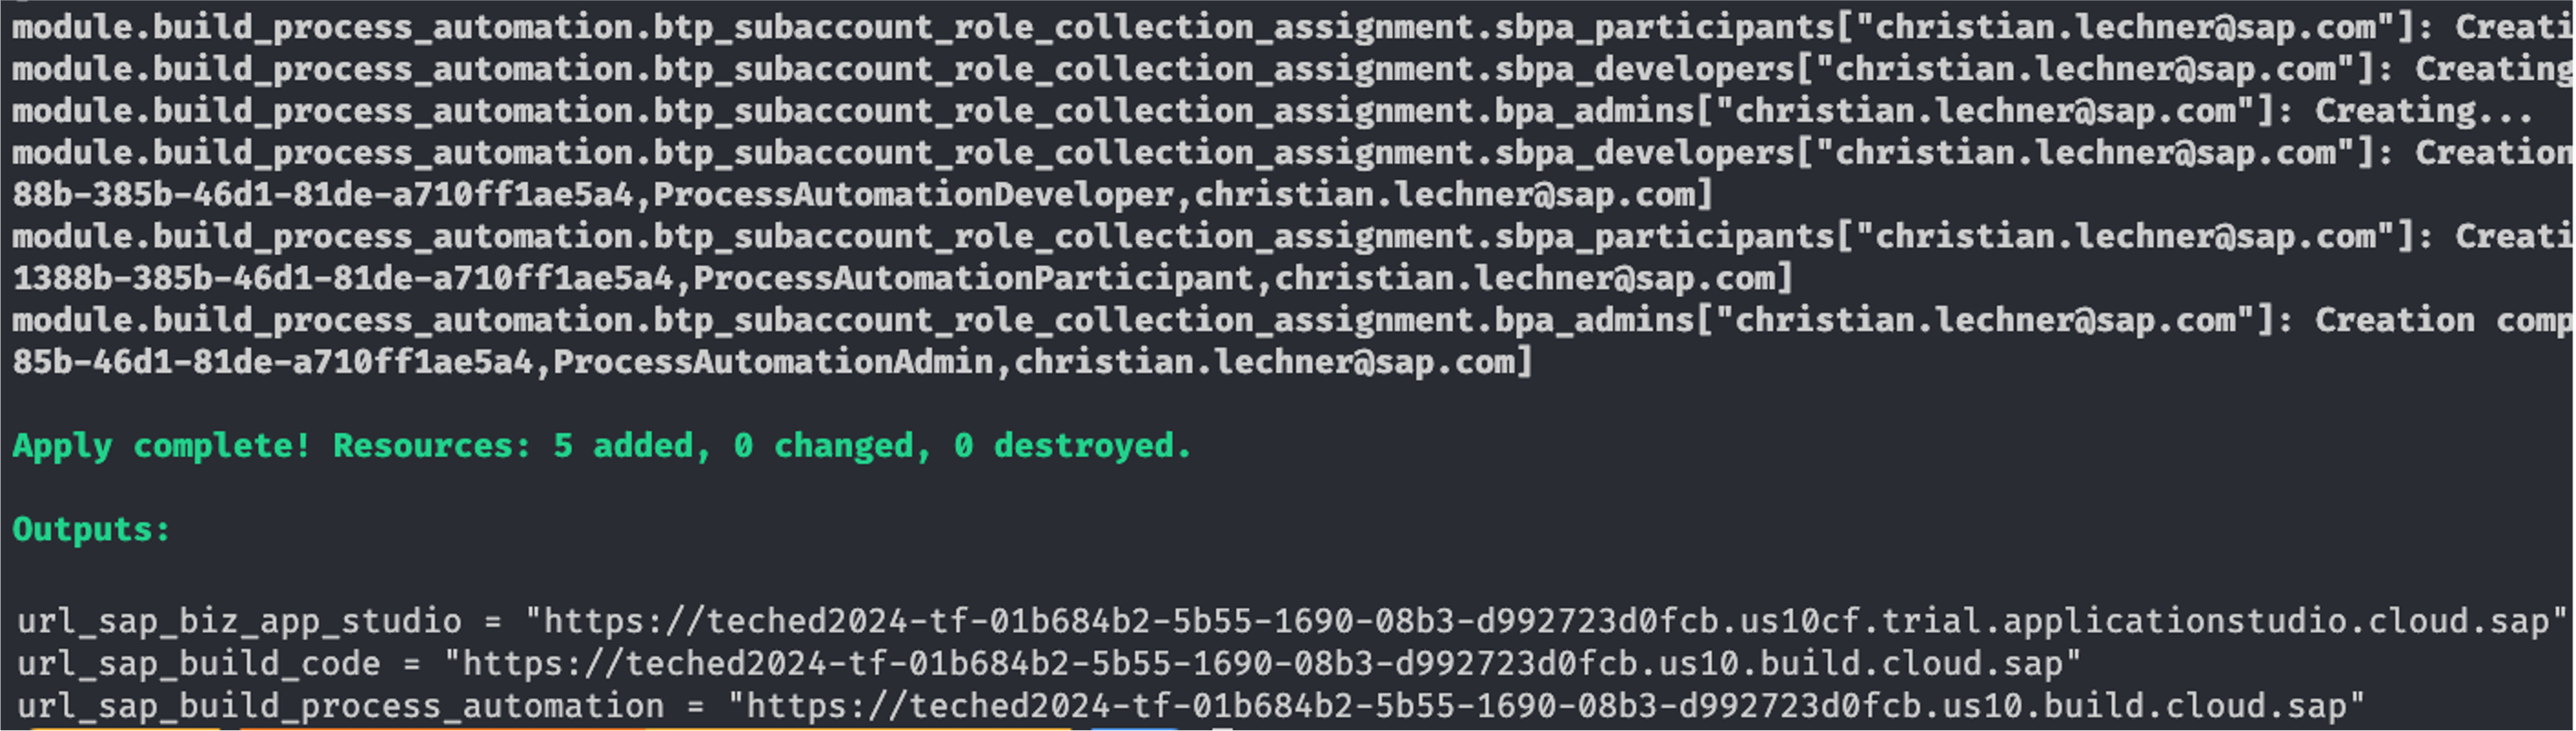 module.build_process_automation.btp_subaccount_role_collection_assignment.sbpa_participants["christian.lechner@sap.com"]: Creati
module.build_process_automation.btp_subaccount_role_collection_assignment.sbpa_developers["christian.lechner@sap.com"]: Creating
module.build_process_automation.btp_subaccount_role_collection_assignment.bpa_admins["christian.lechner@sap.com"]: Creating...
module.build_process_automation.btp_subaccount_role_collection_assignment.sbpa_developers["christian.lechner@sap.com"]: Creation
88b-385b-46d1-81de-a710ff1ae5a4,ProcessAutomationDeveloper,christian.lechner@sap.com]
module.build_process_automation.btp_subaccount_role_collection_assignment.sbpa_participants["christian.lechner@sap.com"]: Creati
1388b-385b-46d1-81de-a710ff1ae5a4,ProcessAutomationParticipant,christian.lechner@sap.com]
module.build_process_automation.btp_subaccount_role_collection_assignment.bpa_admins["christian.lechner@sap.com"]: Creation comp
85b-46d1-81de-a710ff1ae5a4,ProcessAutomationAdmin,christian.lechner@sap.com]
Apply complete! Resources: 5 added, 0 changed, 0 destroyed.
Outputs:
url_sap_biz_app_studio = "https://teched2024-tf-01b684b2-5b55-1690-08b3-d992723d0fcb.us10cf.trial.applicationstudio.cloud.sap"
url_sap_build_code = "https://teched2024-tf-01b684b2-5b55-1690-08b3-d992723d0fcb.us10.build.cloud.sap"
url_sap_build_process_automation = "https://teched2024-tf-01b684b2-5b55-1690-08b3-d992723d0fcb.us10.build.cloud.sap"